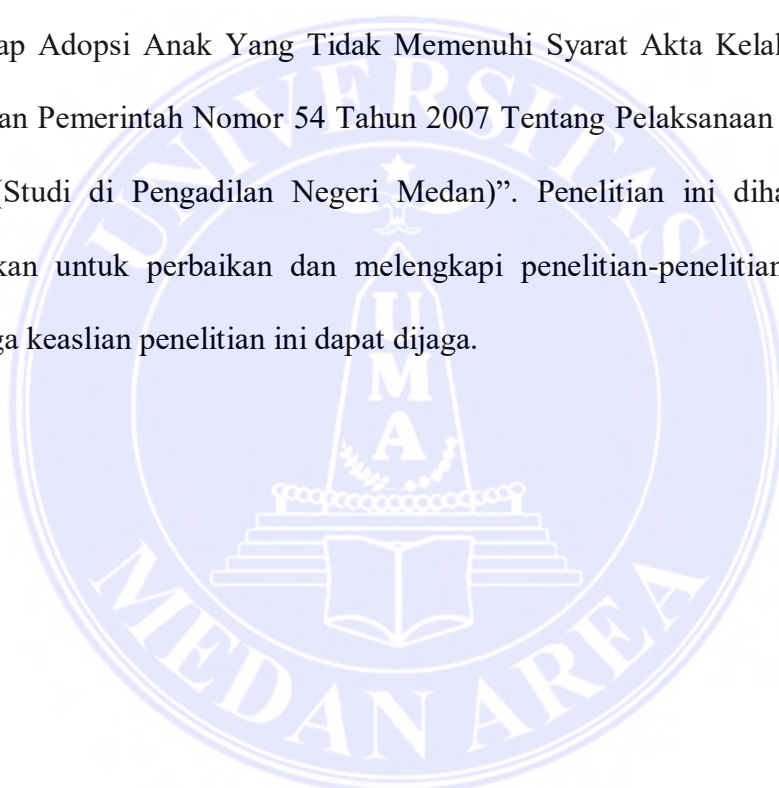 ap Adopsi Anak Yang Tidak Memenuhi Syarat Akta Kelal
an Pemerintah Nomor 54 Tahun 2007 Tentang Pelaksanaan
(Studi di Pengadilan Negeri Medan)”. Penelitian ini diha
kan untuk perbaikan dan melengkapi penelitian-penelitian
ga keaslian penelitian ini dapat dijaga.
UNIVERSITAS
U
M
A
MEDAN AREA